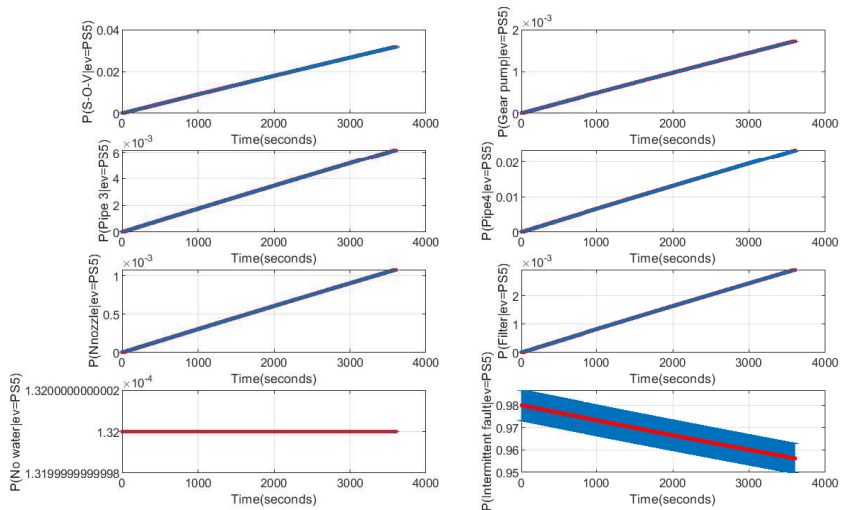 P(S-O-V|ev=PS5)
0.04
0.02
0
0 1000 2000 3000 4000
Time(seconds)
P(Gear pump|ev=PS5)
×10⁻³
2
1
0
0 1000 2000 3000 4000
Time(seconds)
P(Pipe 3|ev=PS5)
×10⁻³
6
4
2
0
0 1000 2000 3000 4000
Time(seconds)
P(Pipe4|ev=PS5)
0.02
0.01
0
0 1000 2000 3000 4000
Time(seconds)
P(Nnozzle|ev=PS5)
×10⁻³
1
0.5
0
0 1000 2000 3000 4000
Time(seconds)
P(Filter|ev=PS5)
×10⁻³
2
1
0
0 1000 2000 3000 4000
Time(seconds)
P(No water|ev=PS5)
×10⁻⁴
1.3200000000002
1.32
1.3199999999998
0 1000 2000 3000 4000
Time(seconds)
P(Intermittent fault|ev=PS5)
0.98
0.97
0.96
0.95
0 1000 2000 3000 4000
Time(seconds)